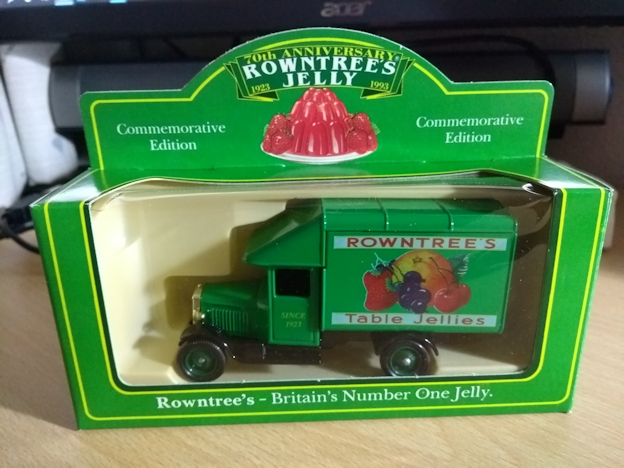 acer
70th ANNIVERSARY
ROWNTREE'S
JELLY
1923 1993
Commemorative
Edition
Commemorative
Edition
ROWNTREE'S
Table Jellies
SINCE
1923
Rowntree's – Britain's Number One Jelly.